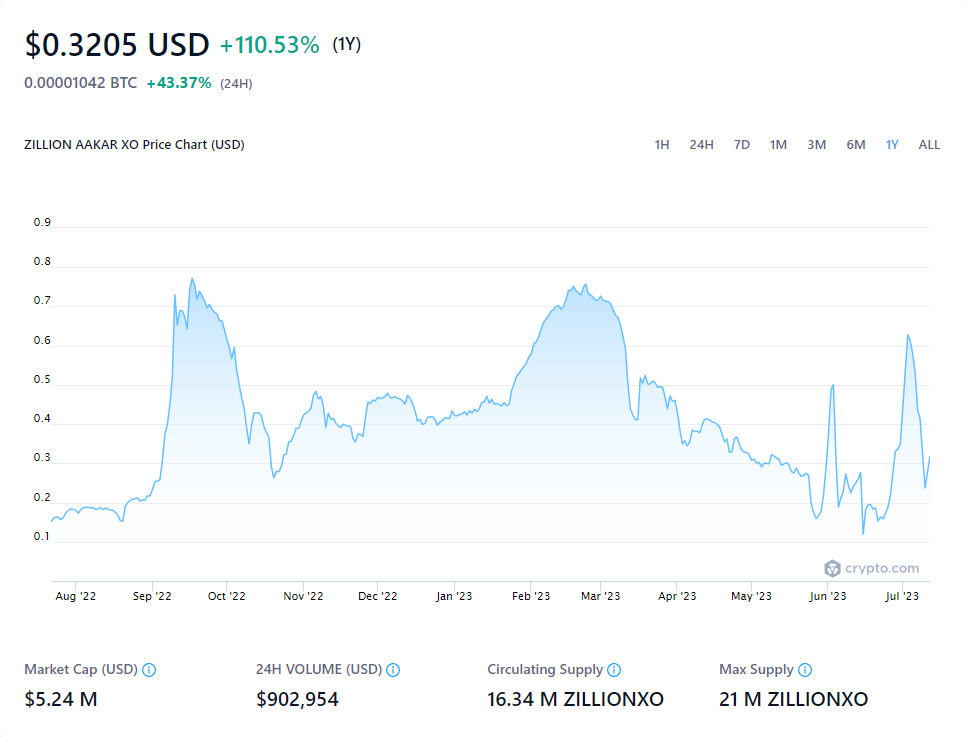 $0.3205 USD +110.53% (1Y)
0.00001042 BTC +43.37% (24H)
ZILLION AAKAR XO Price Chart (USD)
1H 24H 7D 1M 3M 6M 1Y ALL
0.9
0.8
0.7
0.6
0.5
0.4
0.3
0.2
0.1
crypto.com
Aug '22 Sep '22 Oct '22 Nov '22 Dec '22 Jan '23 Feb '23 Mar '23 Apr '23 May '23 Jun '23 Jul '23
Market Cap (USD) 24H VOLUME (USD) Circulating Supply Max Supply
$5.24 M $902,954 16.34 M ZILLIONXO 21 M ZILLIONXO